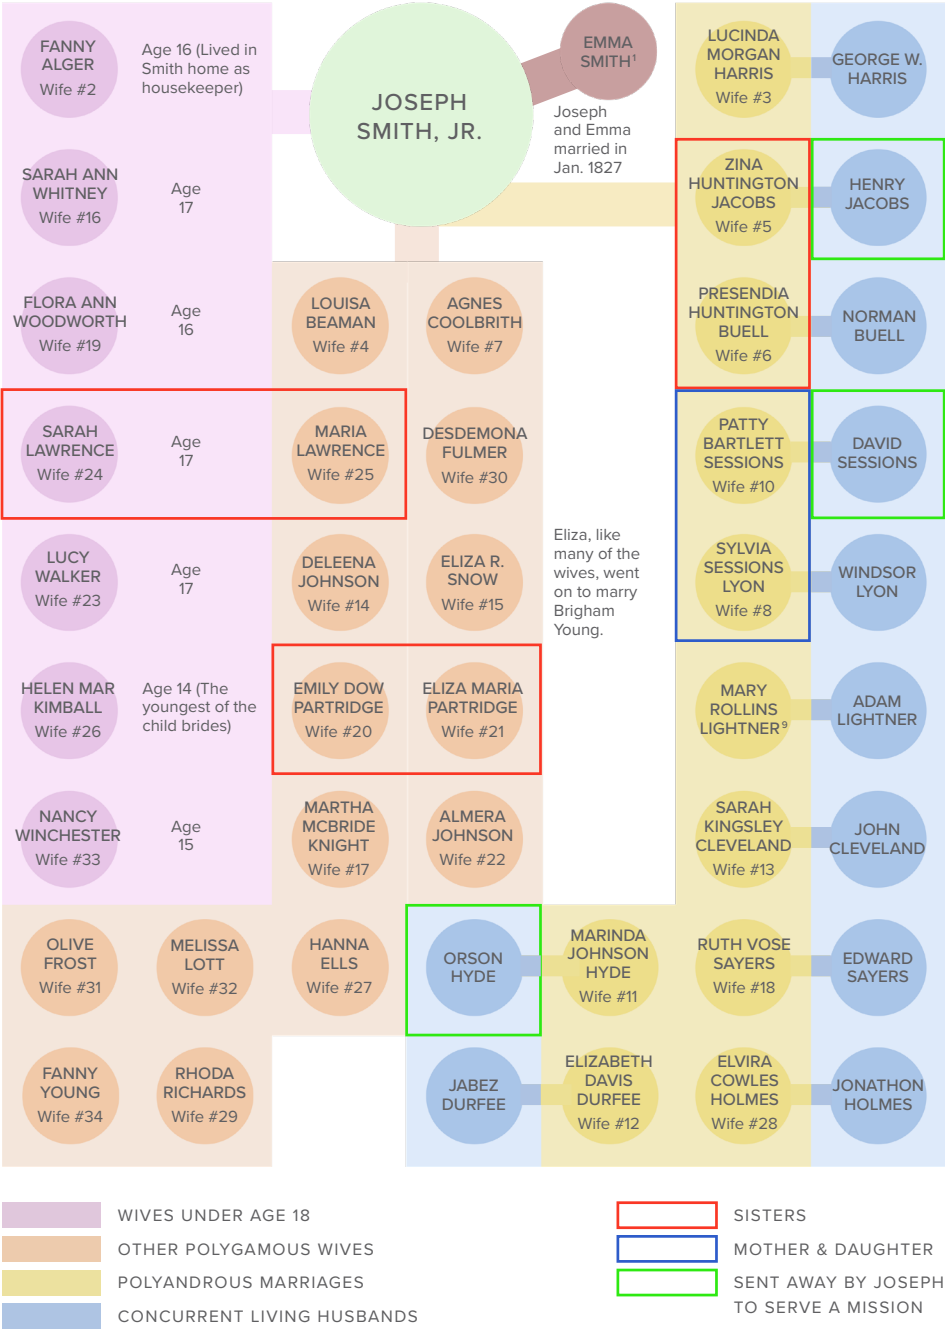 FANNY
ALGER
Wife #2
Age 16 (Lived in
Smith home as
housekeeper)
JOSEPH
SMITH, JR.
EMMA
SMITH¹
Joseph
and Emma
married in
Jan. 1827
LUCINDA
MORGAN
HARRIS
Wife #3
GEORGE W.
HARRIS
SARAH ANN
WHITNEY
Wife #16
Age
17
ZINA
HUNTINGTON
JACOBS
Wife #5
HENRY
JACOBS
FLORA ANN
WOODWORTH
Wife #19
Age
16
LOUISA
BEAMAN
Wife #4
AGNES
COOLBRITH
Wife #7
PRESENDIA
HUNTINGTON
BUELL
Wife #6
NORMAN
BUELL
SARAH
LAWRENCE
Wife #24
Age
17
MARIA
LAWRENCE
Wife #25
DESDEMONA
FULMER
Wife #30
PATTY
BARTLETT
SESSIONS
Wife #10
DAVID
SESSIONS
LUCY
WALKER
Wife #23
Age
17
DELEENA
JOHNSON
Wife #14
ELIZA R.
SNOW
Wife #15
Eliza, like
many of the
wives, went
on to marry
Brigham
Young.
SYLVIA
SESSIONS
LYON
Wife #8
WINDSOR
LYON
HELEN MAR
KIMBALL
Wife #26
Age 14 (The
youngest of the
child brides)
EMILY DOW
PARTRIDGE
Wife #20
ELIZA MARIA
PARTRIDGE
Wife #21
MARY
ROLLINS
LIGHTNER⁹
ADAM
LIGHTNER
NANCY
WINCHESTER
Wife #33
Age
15
MARTHA
MCBRIDE
KNIGHT
Wife #17
ALMERA
JOHNSON
Wife #22
SARAH
KINGSLEY
CLEVELAND
Wife #13
JOHN
CLEVELAND
OLIVE
FROST
Wife #31
MELISSA
LOTT
Wife #32
HANNA
ELLS
Wife #27
ORSON
HYDE
MARINDA
JOHNSON
HYDE
Wife #11
RUTH VOSE
SAYERS
Wife #18
EDWARD
SAYERS
FANNY
YOUNG
Wife #34
RHODA
RICHARDS
Wife #29
JABEZ
DURFEE
ELIZABETH
DAVIS
DURFEE
Wife #12
ELVIRA
COWLES
HOLMES
Wife #28
JONATHON
HOLMES
WIVES UNDER AGE 18
OTHER POLYGAMOUS WIVES
POLYANDROUS MARRIAGES
CONCURRENT LIVING HUSBANDS
SISTERS
MOTHER & DAUGHTER
SENT AWAY BY JOSEPH
TO SERVE A MISSION